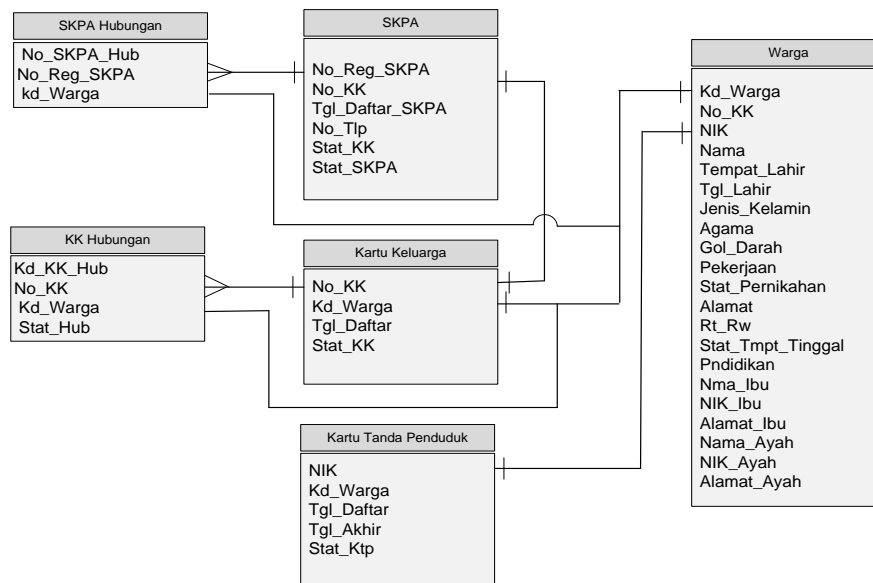 SKPA Hubungan
No_SKPA_Hub
No_Reg_SKPA
kd_Warga
SKPA
No_Reg_SKPA
No_KK
Tgl_Daftar_SKPA
No_Tlp
Stat_KK
Stat_SKPA
Warga
Kd_Warga
No_KK
NIK
Nama
Tempat_Lahir
Tgl_Lahir
Jenis_Kelamin
Agama
Gol_Darah
Pekerjaan
Stat_Pernikahan
Alamat
Rt_Rw
Stat_Tmpt_Tinggal
Pndidikan
Nma_Ibu
NIK_Ibu
Alamat_Ibu
Nama_Ayah
NIK_Ayah
Alamat_Ayah
KK Hubungan
Kd_KK_Hub
No_KK
Kd_Warga
Stat_Hub
Kartu Keluarga
No_KK
Kd_Warga
Tgl_Daftar
Stat_KK
Kartu Tanda Penduduk
NIK
Kd_Warga
Tgl_Daftar
Tgl_Akhir
Stat_Ktp